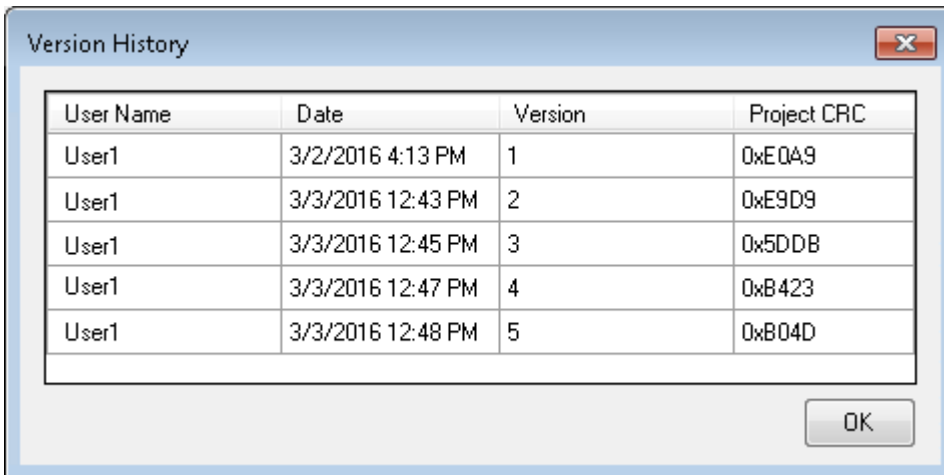 Version History
User Name Date Version Project CRC
User1 3/2/2016 4:13 PM 1 0xE0A9
User1 3/3/2016 12:43 PM 2 0xE9D9
User1 3/3/2016 12:45 PM 3 0x5DDB
User1 3/3/2016 12:47 PM 4 0xB423
User1 3/3/2016 12:48 PM 5 0xB04D
OK